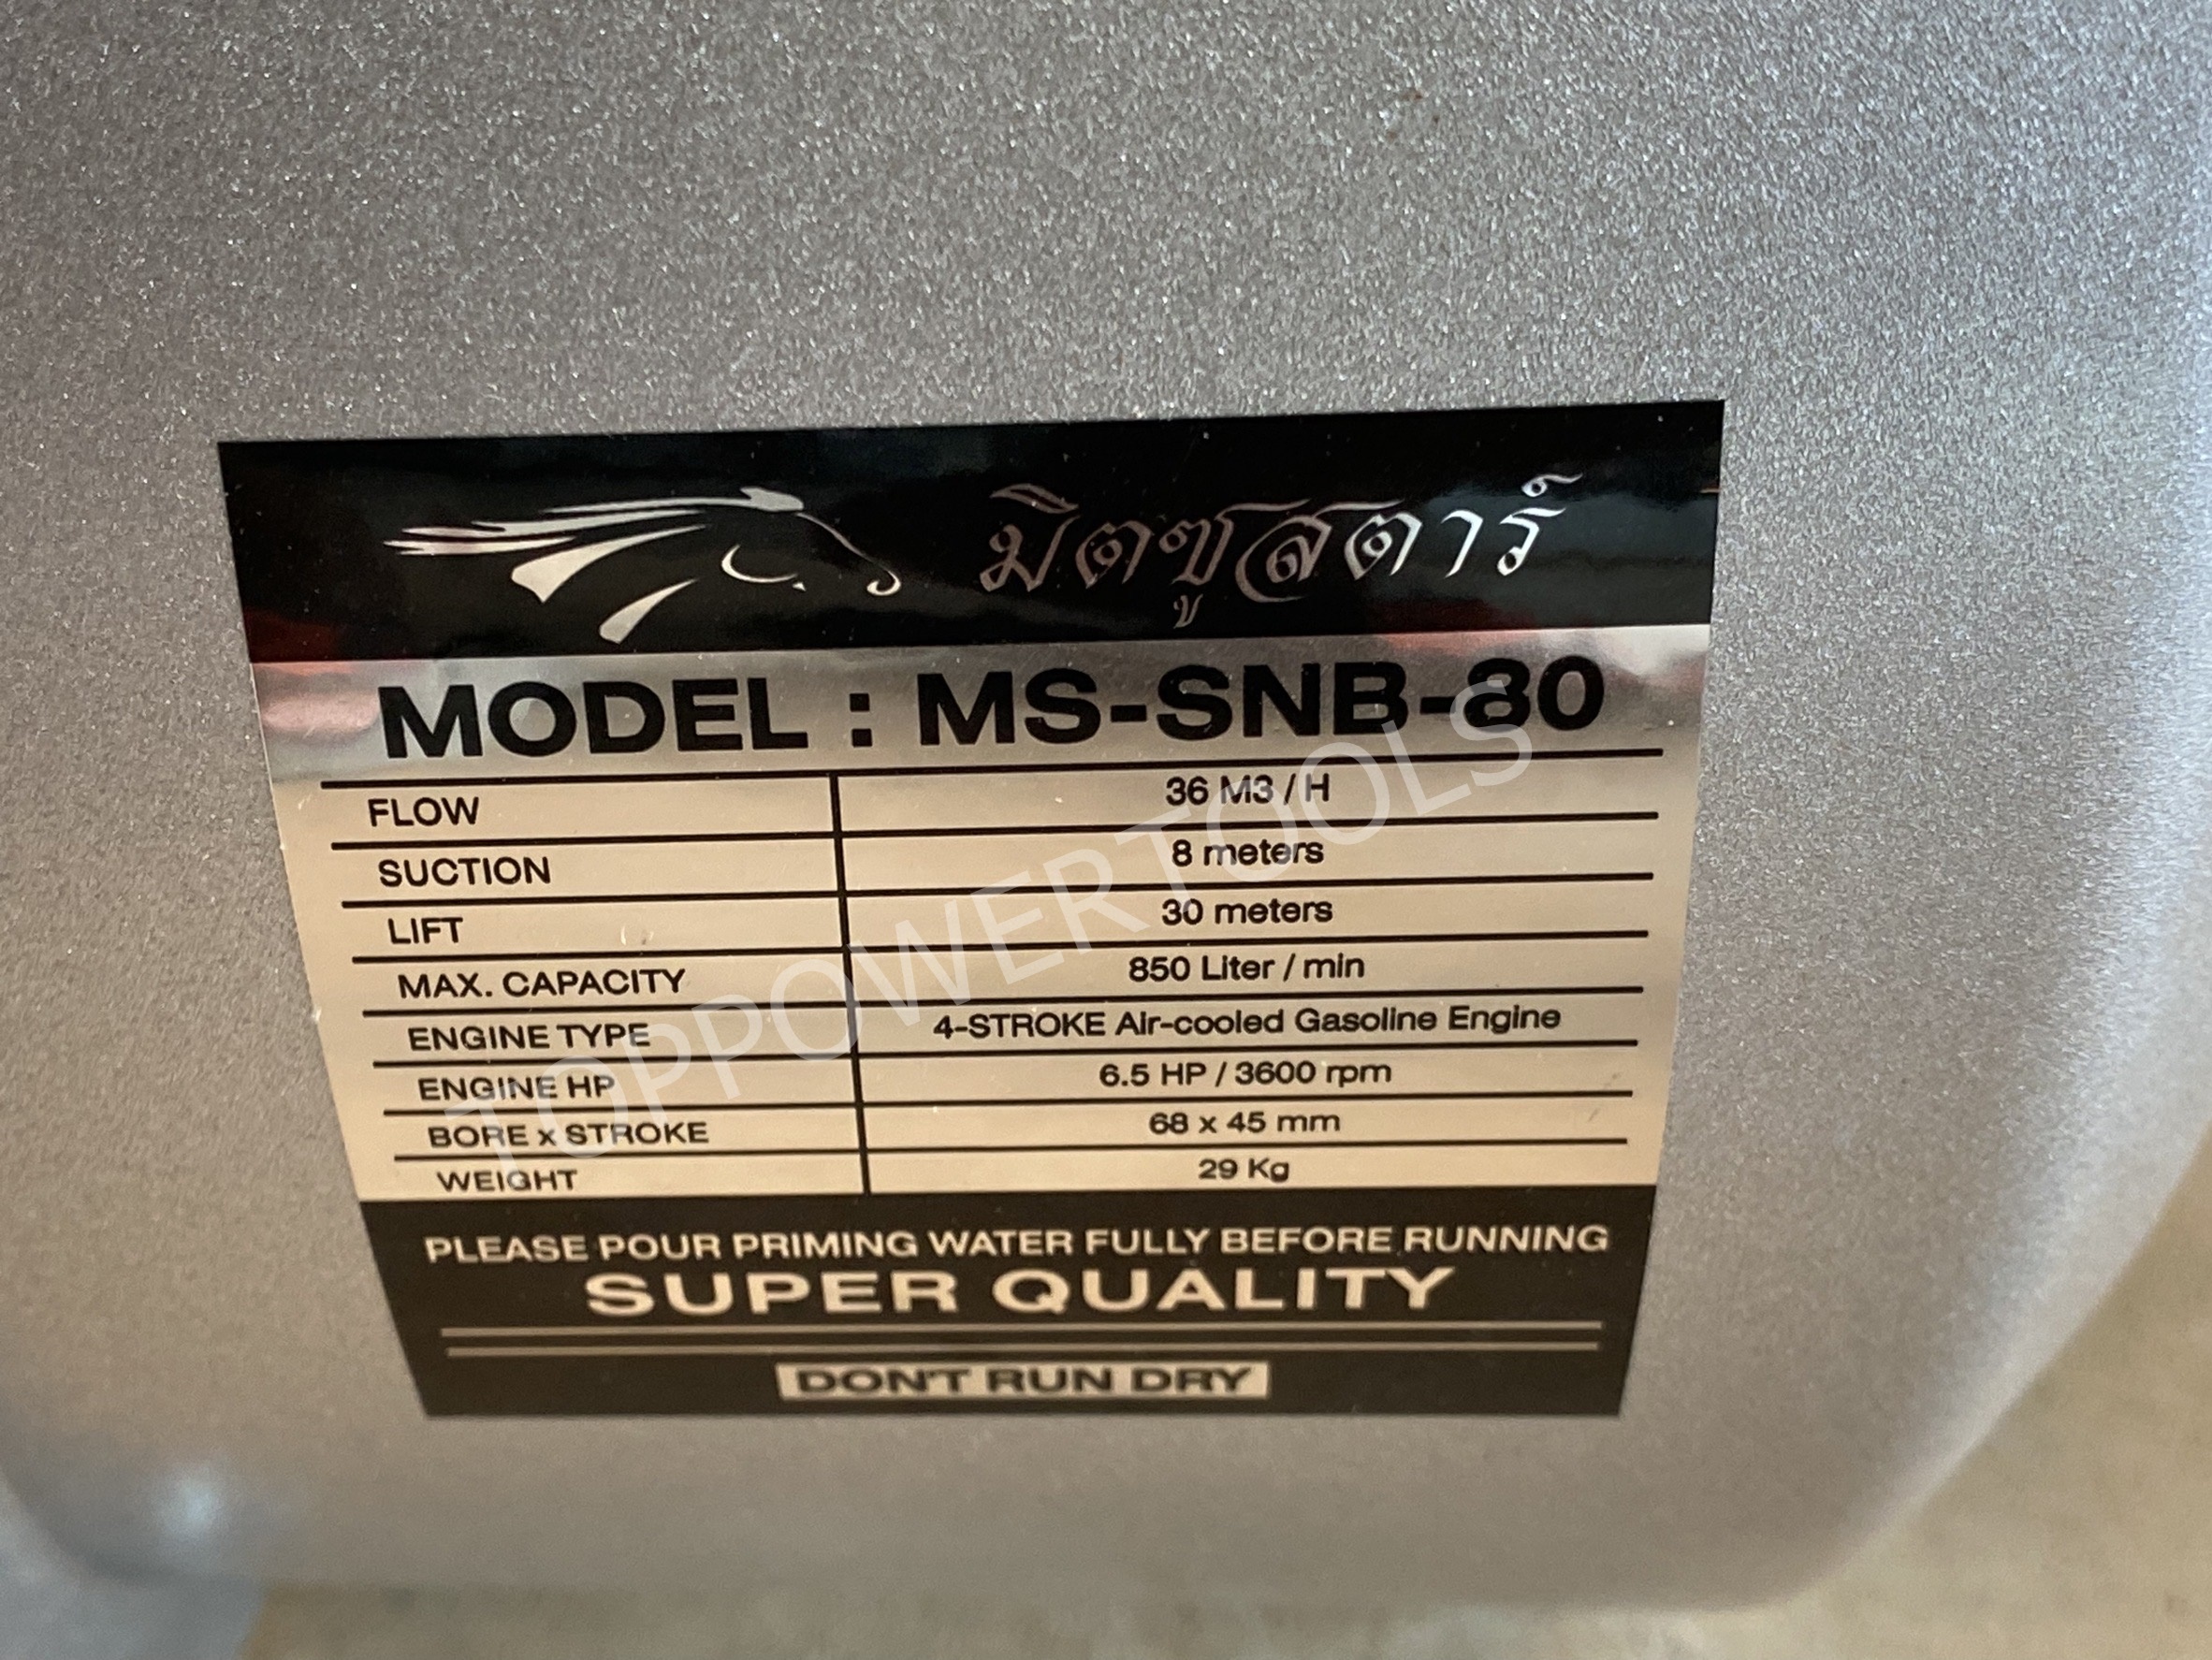 มิตซูสตาร์
MODEL : MS-SNB-80
FLOW 36 M3 / H
SUCTION 8 meters
LIFT 30 meters
MAX. CAPACITY 850 Liter / min
ENGINE TYPE 4-STROKE Air-cooled Gasoline Engine
ENGINE HP 6.5 HP / 3600 rpm
BORE x STROKE 68 x 45 mm
WEIGHT 29 Kg
PLEASE POUR PRIMING WATER FULLY BEFORE RUNNING
SUPER QUALITY
DON'T RUN DRY
TOPPOWERTOOLS